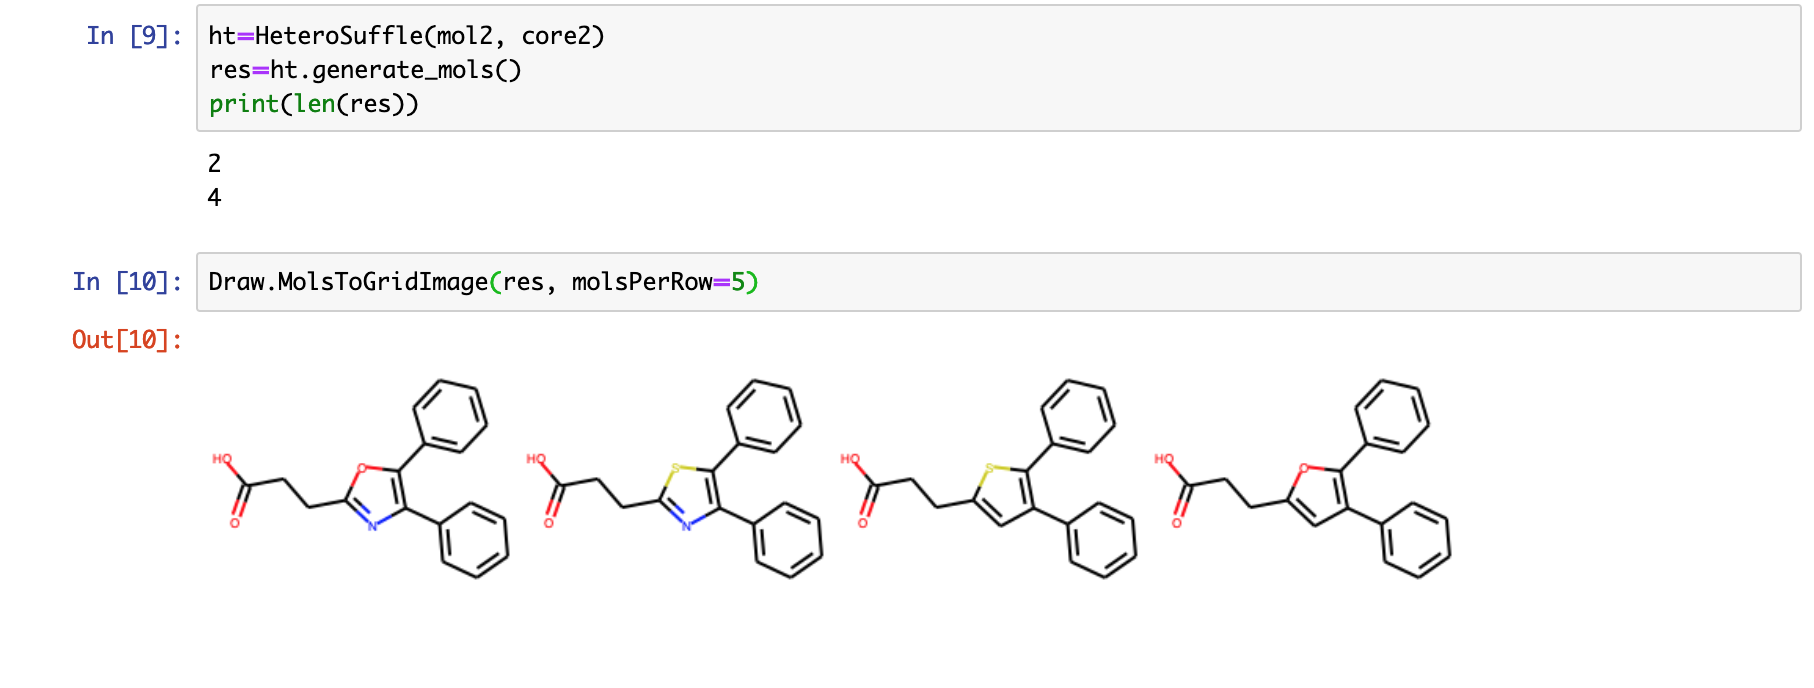 In [9]:
ht=HeteroSuffle(mol2, core2)
res=ht.generate_mols()
print(len(res))
2
4
In [10]:
Draw.MolsToGridImage(res, molsPerRow=5)
Out[10]:
HO O O N
HO O S N
HO O S
HO O O